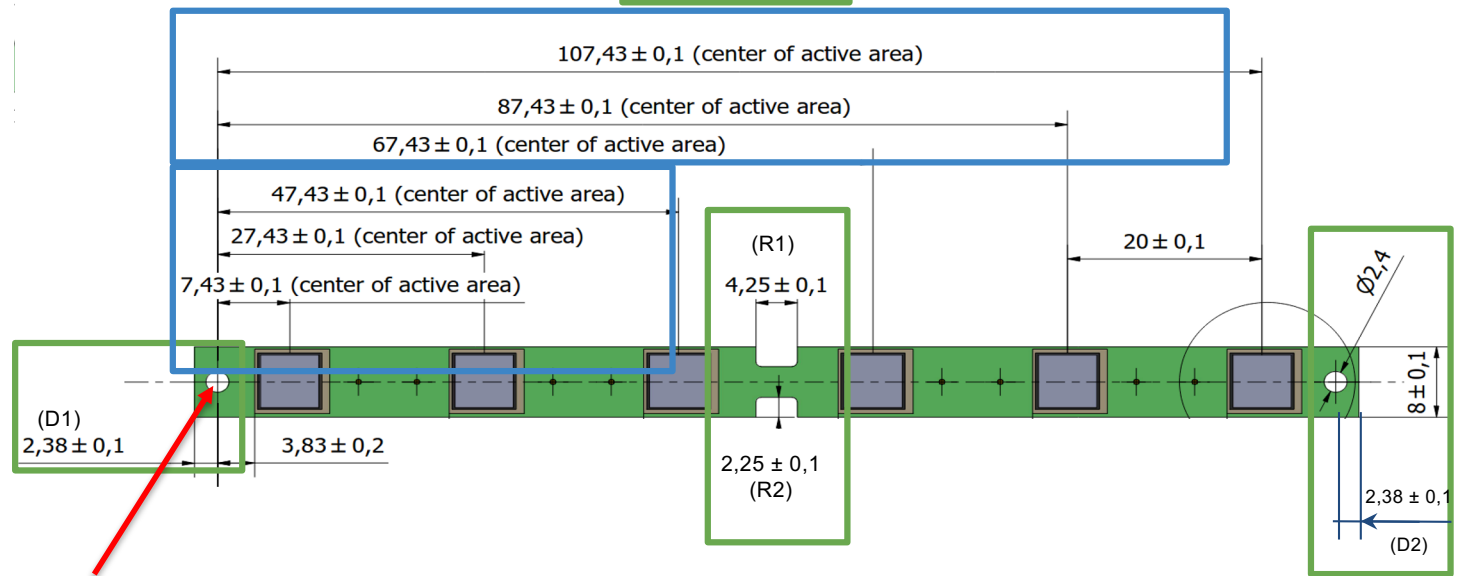 107,43 ± 0,1 (center of active area)
87,43 ± 0,1 (center of active area)
67,43 ± 0,1 (center of active area)
47,43 ± 0,1 (center of active area)
27,43 ± 0,1 (center of active area)
7,43 ± 0,1 (center of active area)
(R1)
4,25 ± 0,1
20 ± 0,1
Ø2,4
8 ± 0,1
(D1)
2,38 ± 0,1
3,83 ± 0,2
2,25 ± 0,1
(R2)
2,38 ± 0,1
(D2)